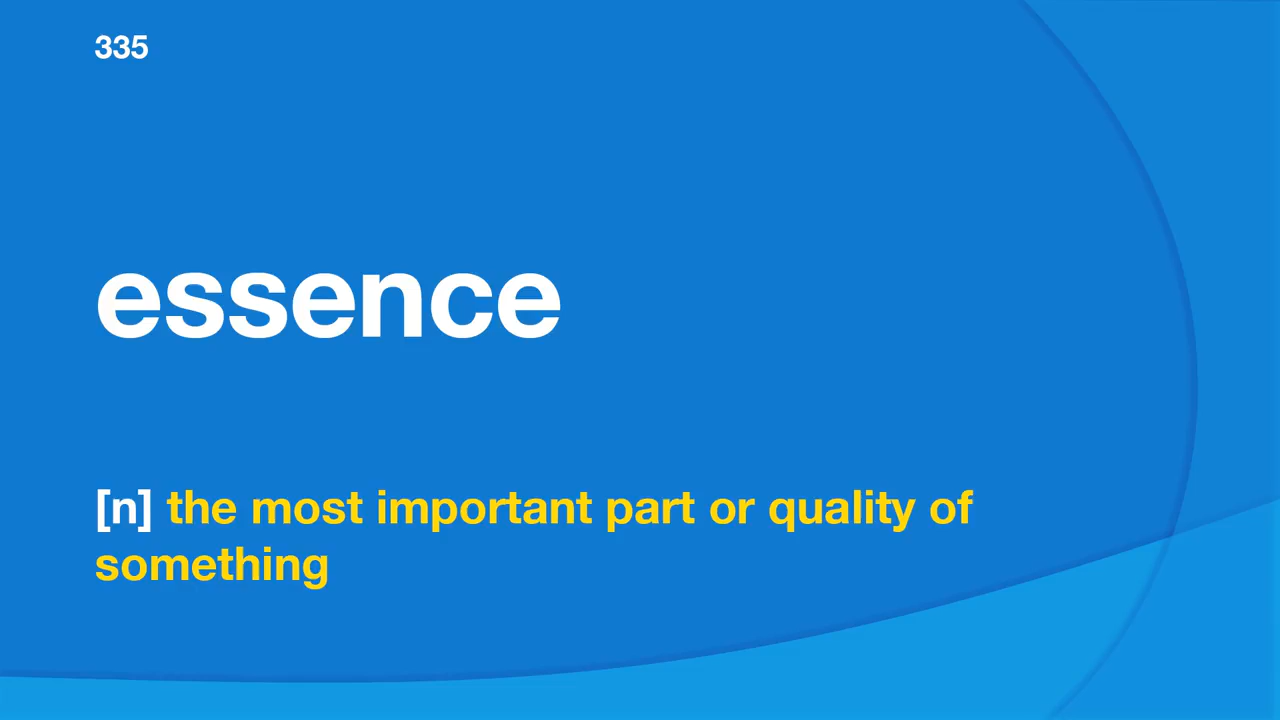 335
essence
[n] the most important part or quality of
something